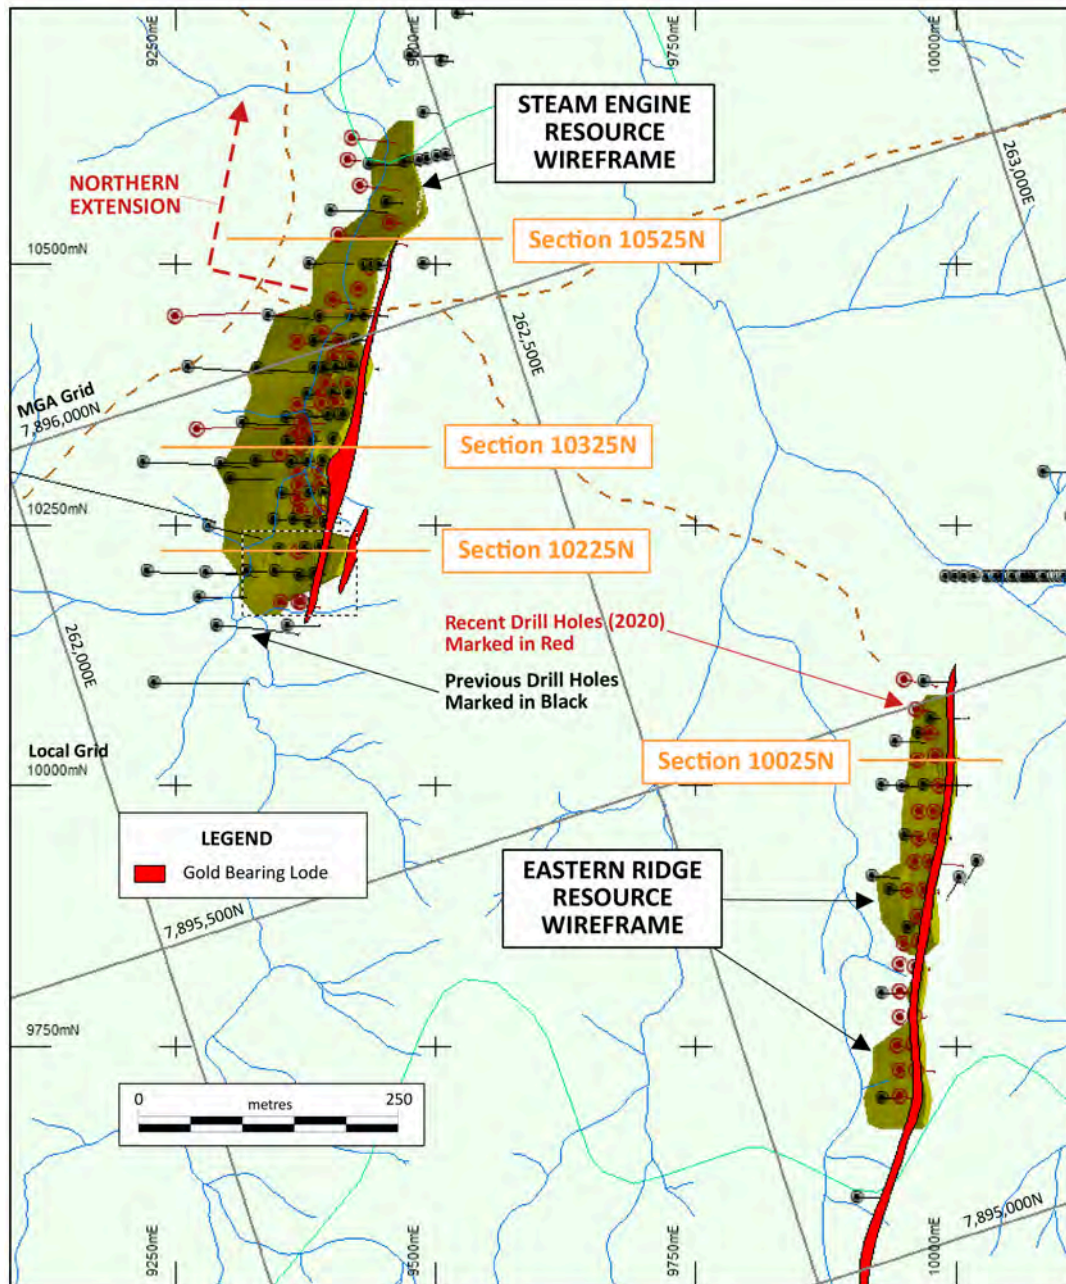 9250mE
9500mE
9750mE
10000mE
STEAM ENGINE
RESOURCE
WIREFRAME
263,000E
NORTHERN
EXTENSION
Section 10525N
10500mN
262,500E
MGA Grid
7,896,000N
Section 10325N
10250mN
Section 10225N
262,000E
Recent Drill Holes (2020)
Marked in Red
Previous Drill Holes
Marked in Black
Local Grid
10000mN
Section 10025N
LEGEND
Gold Bearing Lode
EASTERN RIDGE
RESOURCE
WIREFRAME
7,895,500N
9750mN
0 metres 250
7,895,000N
9250mE
9500mE
9750mE
10000mE